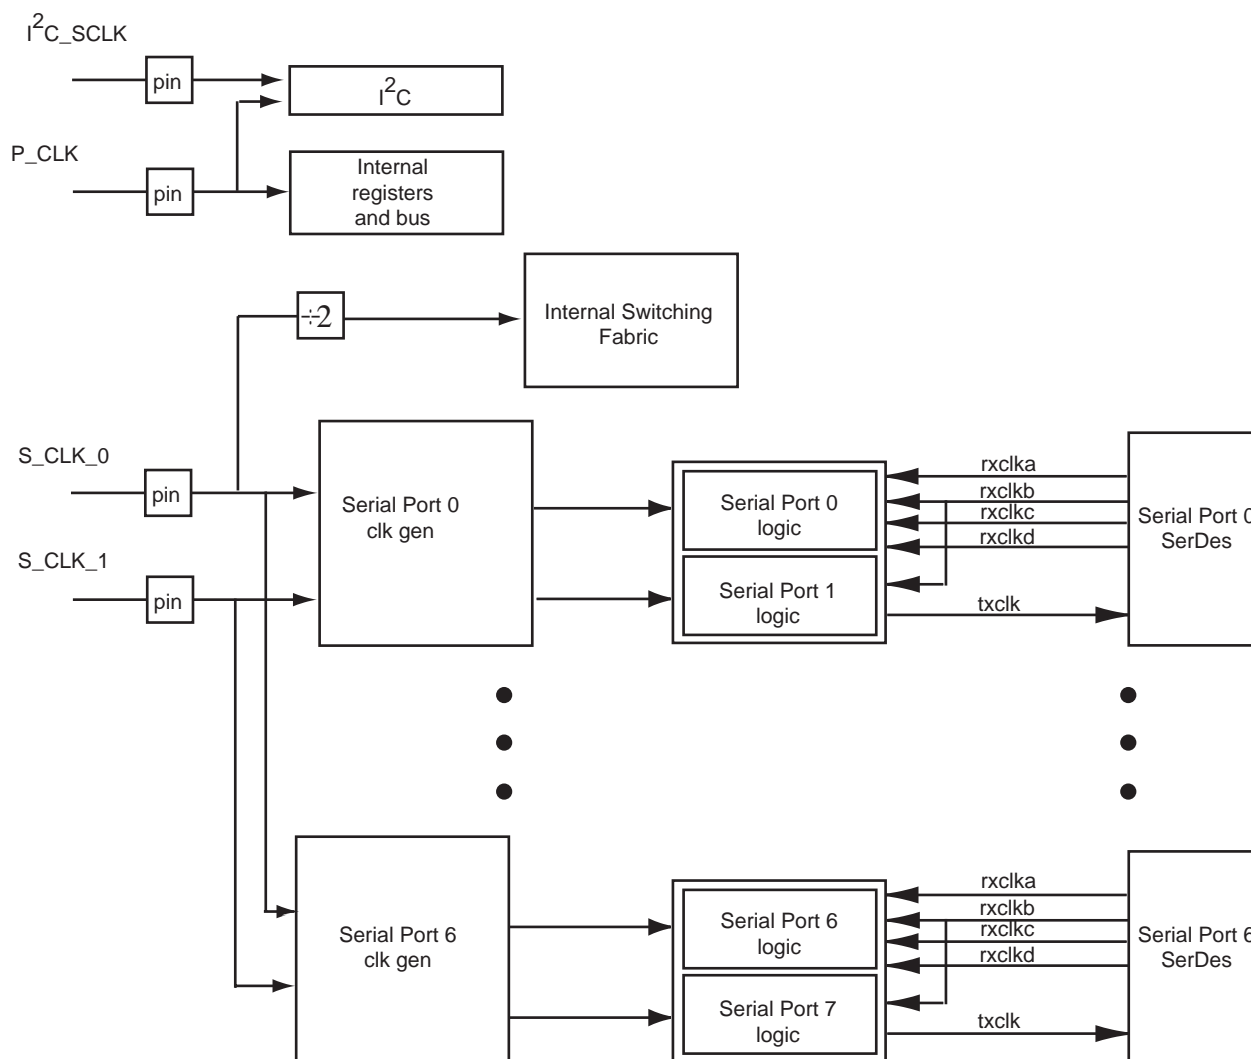 I²C_SCLK
pin
I²C
P_CLK
pin
Internal
registers
and bus
÷2
Internal Switching
Fabric
S_CLK_0
pin
Serial Port 0
clk gen
S_CLK_1
pin
Serial Port 0
logic
Serial Port 1
logic
rxclka
rxclkb
rxclkc
rxclkd
txclk
Serial Port 0
SerDes
Serial Port 6
clk gen
Serial Port 6
logic
Serial Port 7
logic
rxclka
rxclkb
rxclkc
rxclkd
txclk
Serial Port 6
SerDes